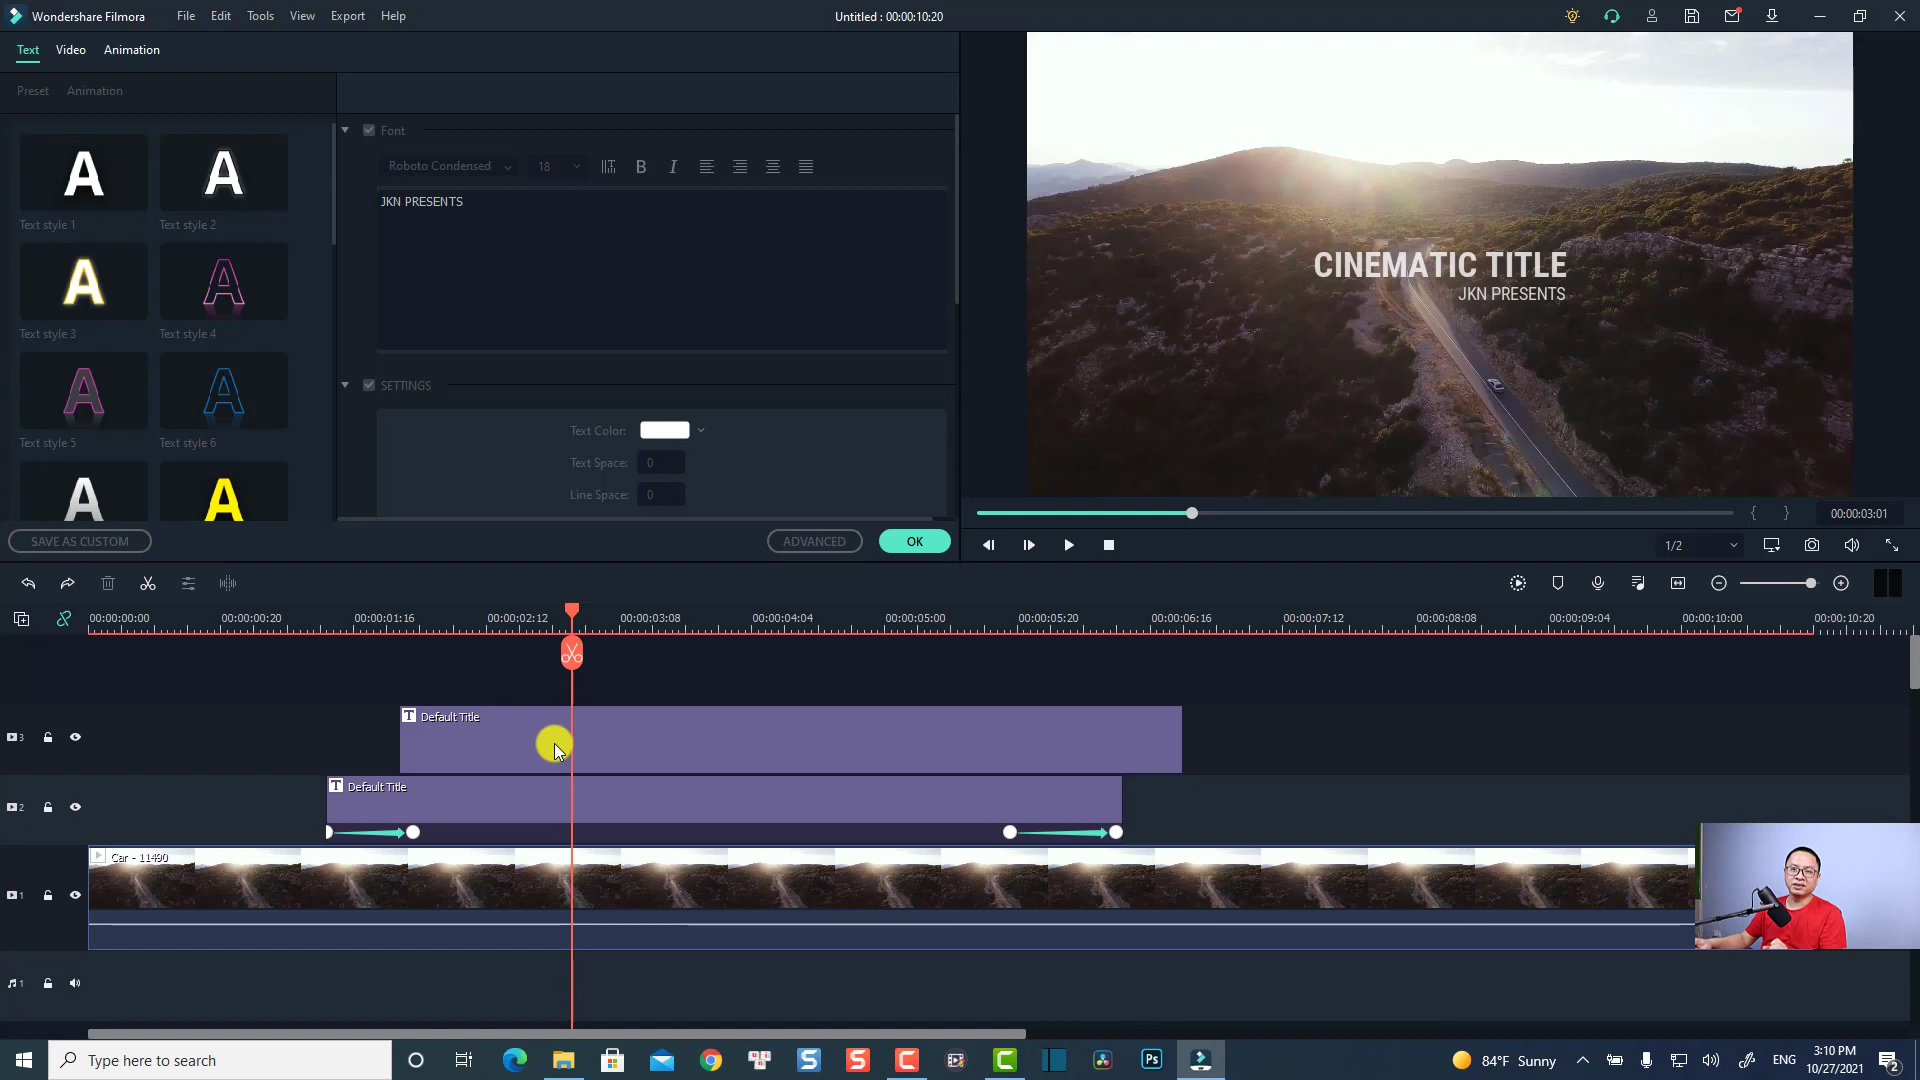 Wondershare Filmora
File Edit Tools View Export Help
Untitled : 00:00:10:20
Text Video Animation
Preset Animation
Font
Roboto Condensed 18 B I
JKN PRESENTS
A A
Text style 1 Text style 2
A A
Text style 3 Text style 4
A A
Text style 5 Text style 6
A A
SETTINGS
Text Color:
Text Space: 0
Line Space: 0
SAVE AS CUSTOM ADVANCED OK
CINEMATIC TITLE
JKN PRESENTS
{ } 00:00:03:01
1/2
00:00:00:00 00:00:00:20 00:00:01:16 00:00:02:12 00:00:03:08 00:00:04:04 00:00:05:00 00:00:05:20 00:00:06:16 00:00:07:12 00:00:08:08 00:00:09:04 00:00:10:00 00:00:10:20
3
T Default Title
2
T Default Title
1
Car - 11490
1
Type here to search
S S C C Ps
84°F Sunny
ENG
3:10 PM
10/27/2021
2